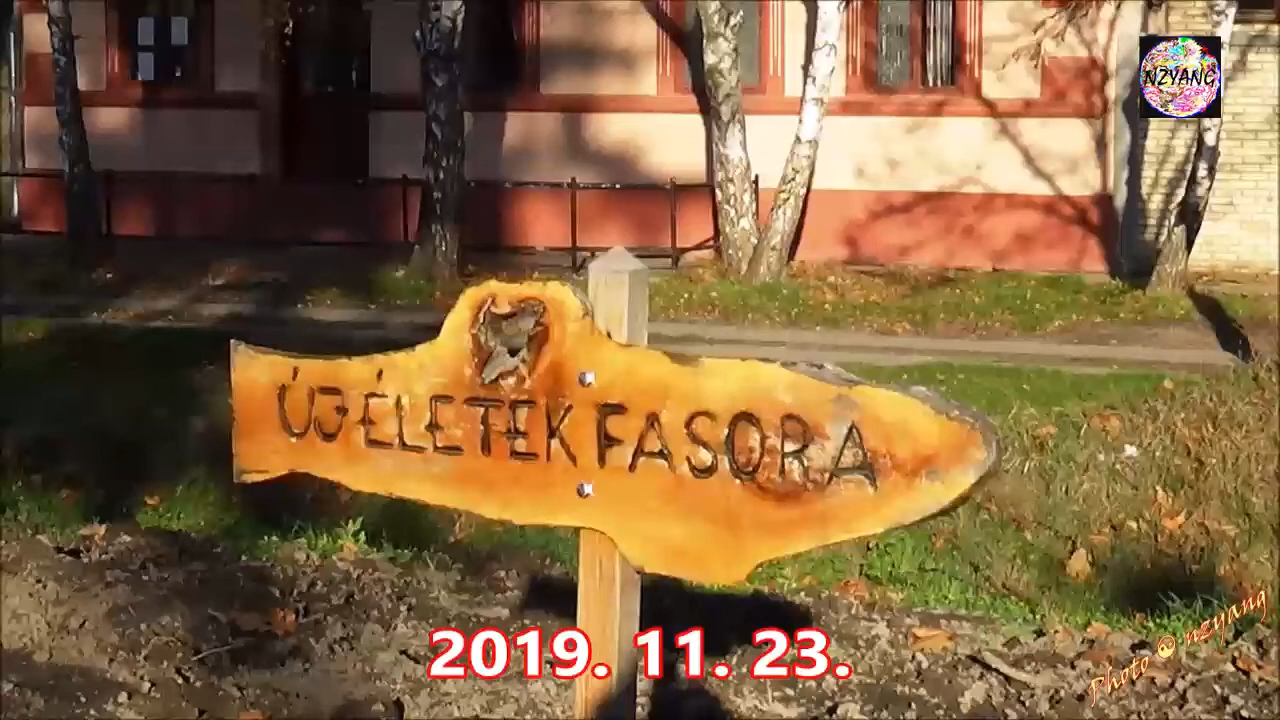 NZYANG
ÚJÉLETEK FASORA
2019. 11. 23.
Photo @ nzyang